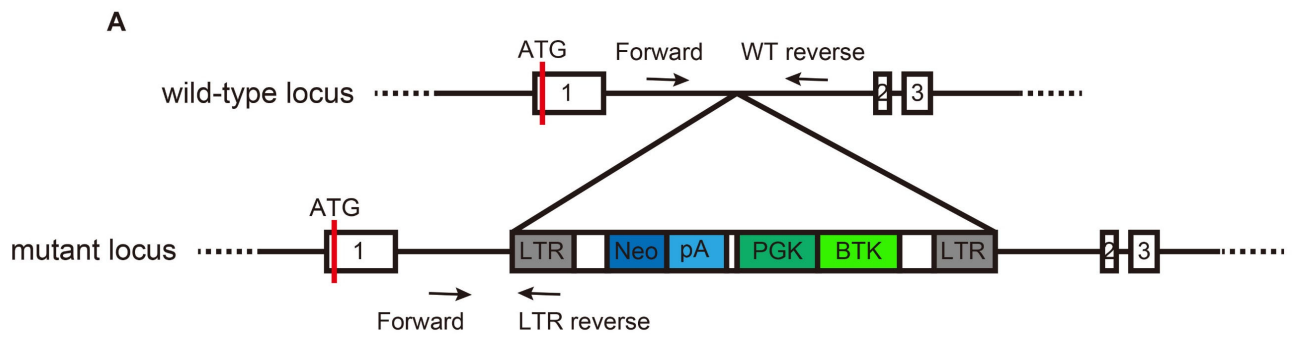 A
ATG Forward WT reverse
wild-type locus 1 2 3
ATG
mutant locus 1 LTR Neo pA PGK BTK LTR 2 3
Forward LTR reverse